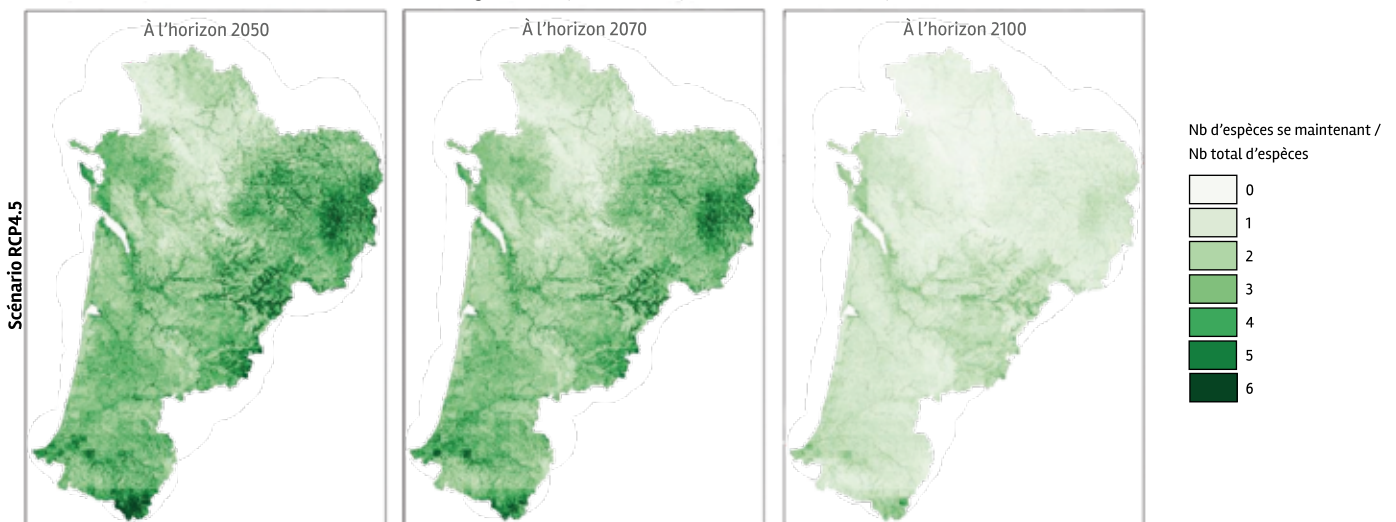 À l’horizon 2050
À l’horizon 2070
À l’horizon 2100
Scénario RCP4.5
Nb d’espèces se maintenant /
Nb total d’espèces
0
1
2
3
4
5
6